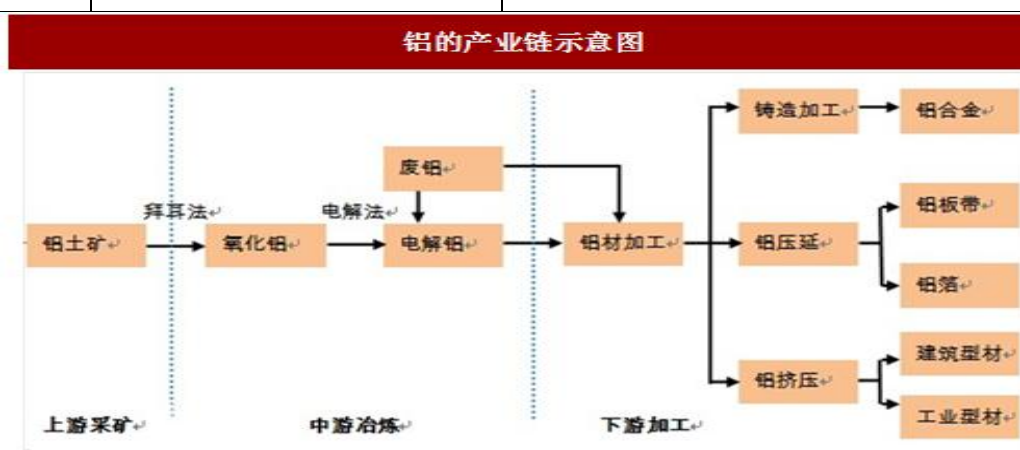 铝的产业链示意图
铸造加工
铝合金
废铝
铝板带
拜耳法
电解法
铝土矿
氧化铝
电解铝
铝材加工
铝压延
铝箔
建筑型材
铝挤压
工业型材
上游采矿
中游冶炼
下游加工